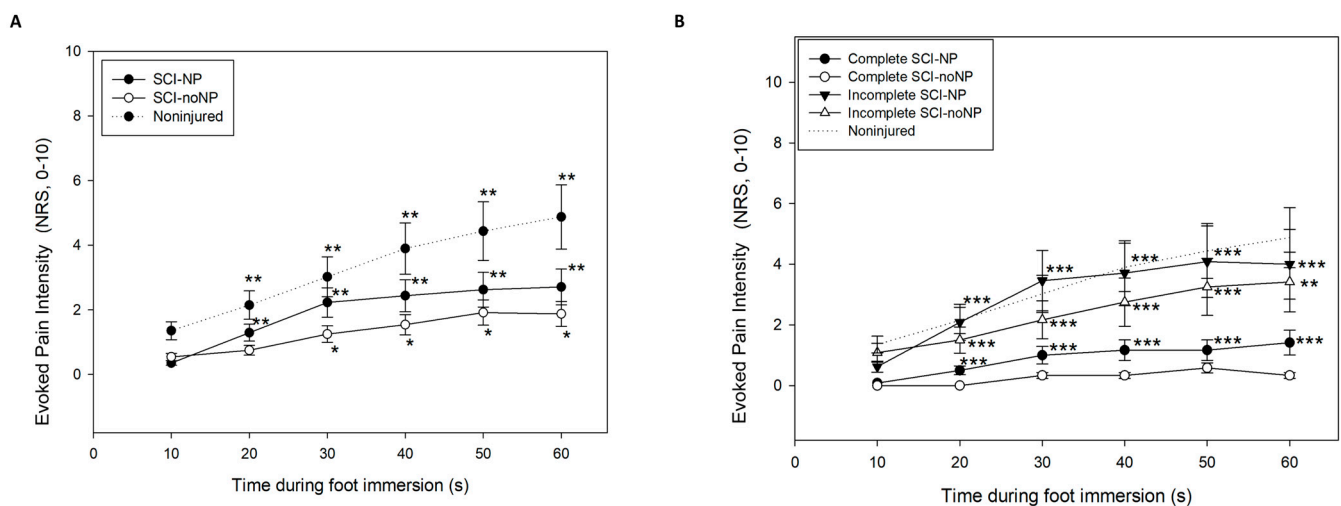 A
Evoked Pain Intensity (NRS, 0-10)
10
8
6
4
2
0
SCI-NP
SCI-noNP
Noninjured
** ** ** ** **
** ** ** ** **
* * * *
0 10 20 30 40 50 60
Time during foot immersion (s)
B
Evoked Pain Intensity (NRS, 0-10)
10
8
6
4
2
0
Complete SCI-NP
Complete SCI-noNP
Incomplete SCI-NP
Incomplete SCI-noNP
Noninjured
*** *** *** *** ***
*** *** *** *** **
*** *** *** *** ***
0 10 20 30 40 50 60
Time during foot immersion (s)